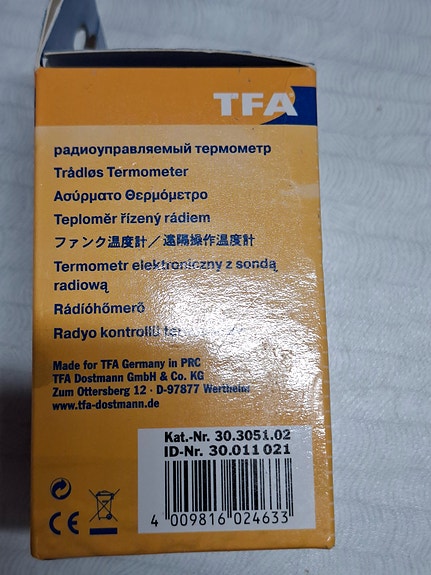 TFA
радиоуправляемый термометр
Trådløs Termometer
Ασύρματο Θερμόμετρο
Teploměr řízený rádiem
ファンク温度計／遠隔操作温度計
Termometr elektroniczny z sondą
radiową
Rádióhőmerő
Radyo kontrollü
Made for TFA Germany in PRC
TFA Dostmann GmbH & Co. KG
Zum Ottersberg 12 · D-97877 Wertheim
www.tfa-dostmann.de
Kat.-Nr. 30.3051.02
ID-Nr. 30.011 021
4 009816 024633
CE